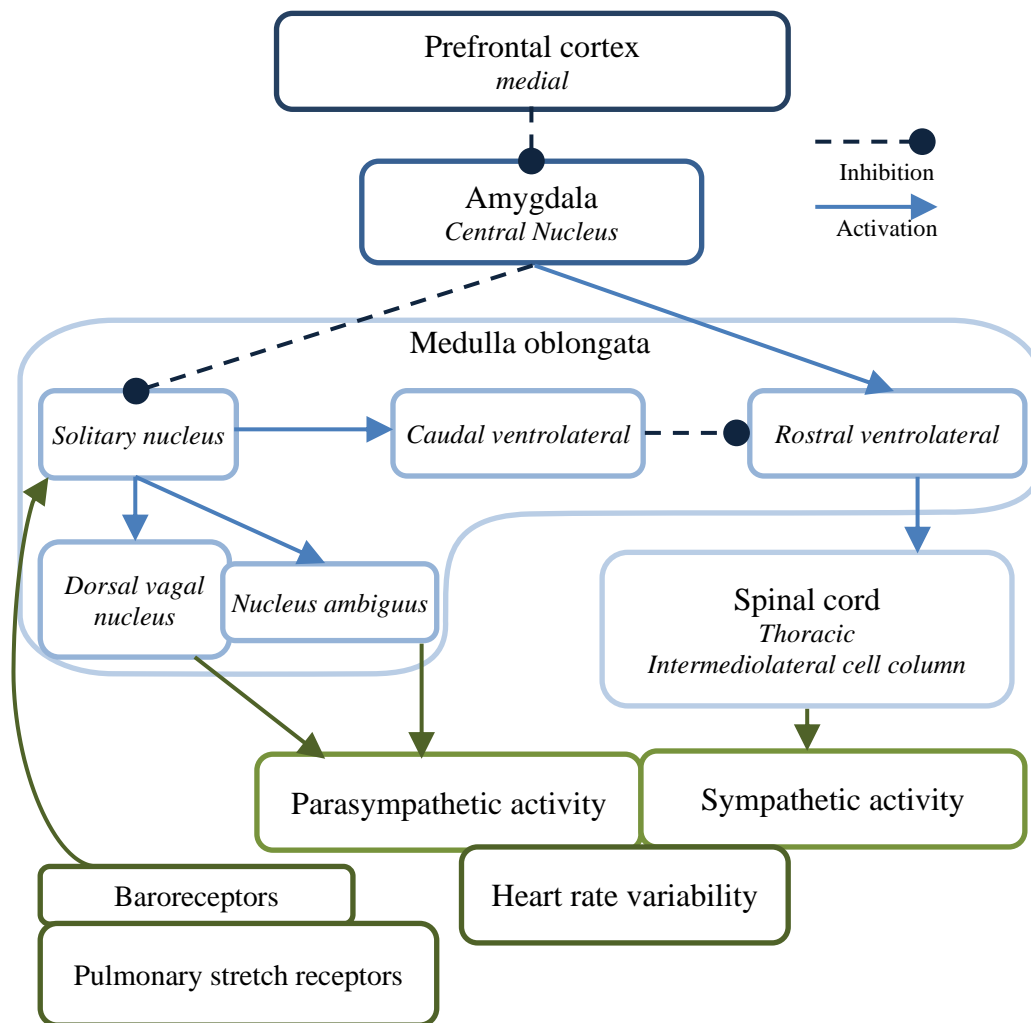 Prefrontal cortex
medial
Inhibition
Amygdala
Central Nucleus
Activation
Medulla oblongata
Solitary nucleus
Caudal ventrolateral
Rostral ventrolateral
Dorsal vagal
nucleus
Nucleus ambiguus
Spinal cord
Thoracic
Intermediolateral cell column
Parasympathetic activity
Sympathetic activity
Heart rate variability
Baroreceptors
Pulmonary stretch receptors